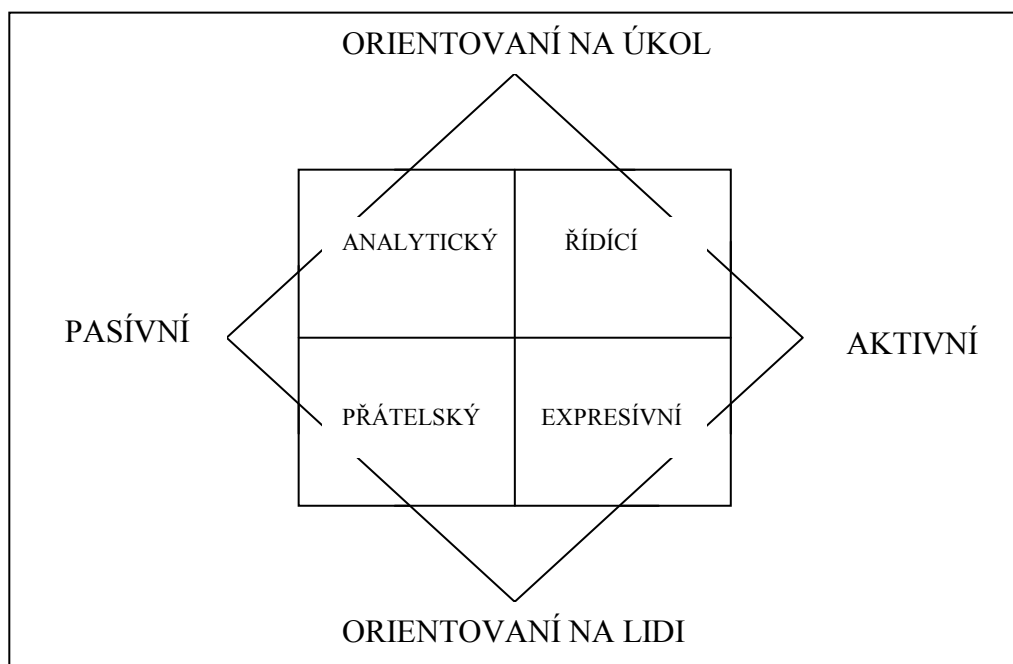 ORIENTOVANÍ NA ÚKOL
ANALYTICKÝ ŘÍDÍCÍ
PASÍVNÍ
AKTIVNÍ
PŘÁTELSKÝ EXPRESÍVNÍ
ORIENTOVANÍ NA LIDI